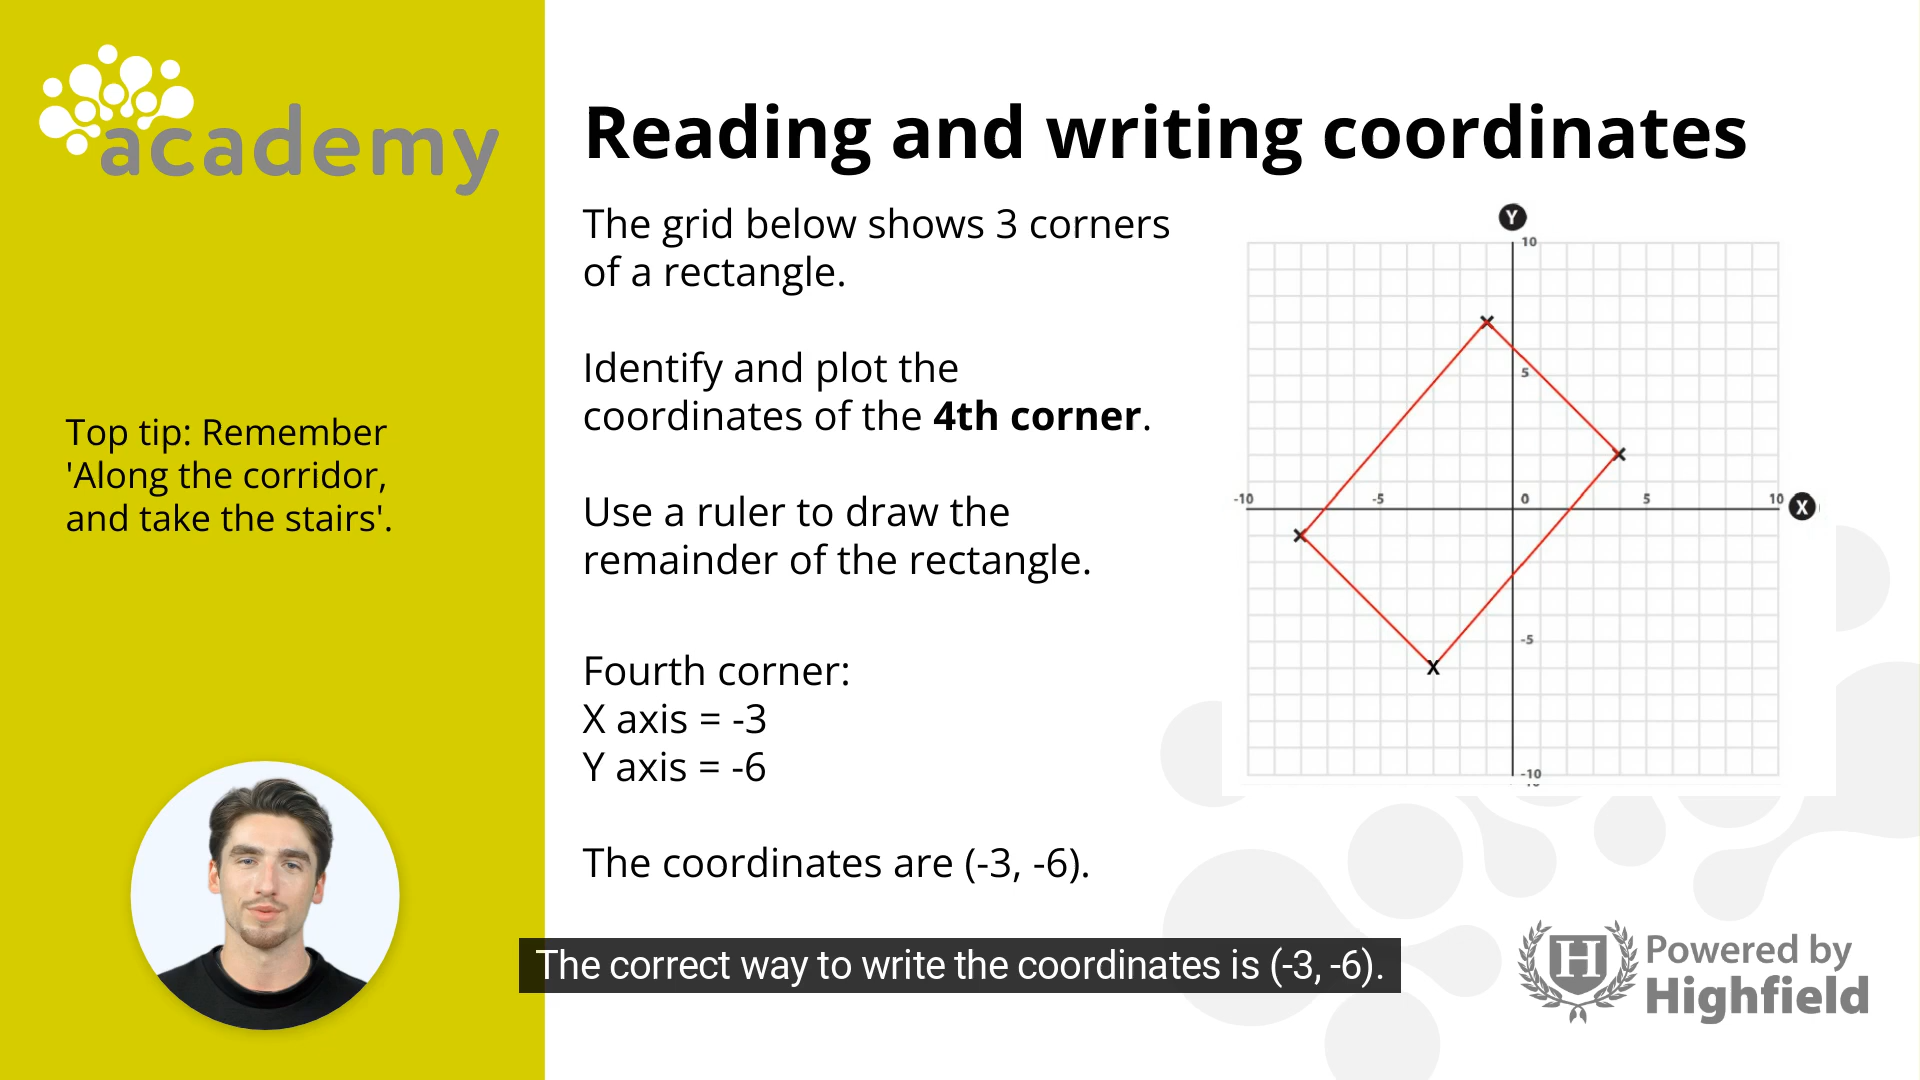 academy
Reading and writing coordinates
The grid below shows 3 corners
of a rectangle.
Identify and plot the
coordinates of the 4th corner.
Use a ruler to draw the
remainder of the rectangle.
Fourth corner:
X axis = -3
Y axis = -6
The coordinates are (-3, -6).
Top tip: Remember
'Along the corridor,
and take the stairs'.
Y
10
5
-10 -5 0 5 10 X
-5
-10
The correct way to write the coordinates is (-3, -6).
H
Powered by
Highfield